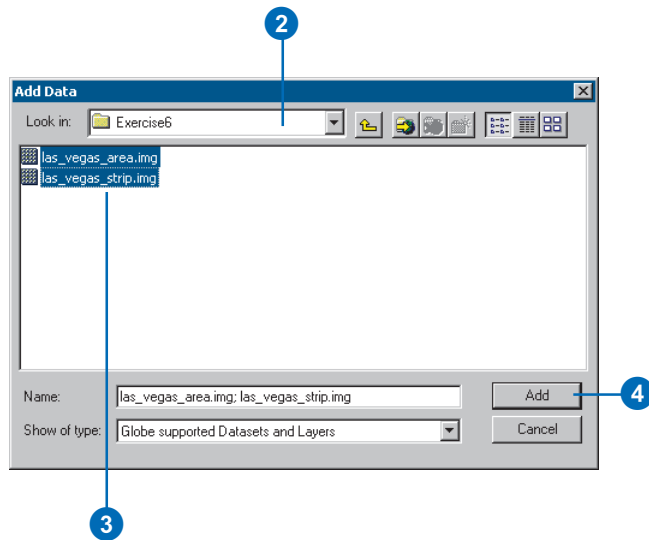 2
Add Data
Look in: Exercise6
las_vegas_area.img
las_vegas_strip.img
Name: las_vegas_area.img; las_vegas_strip.img Add
4
Show of type: Globe supported Datasets and Layers Cancel
3